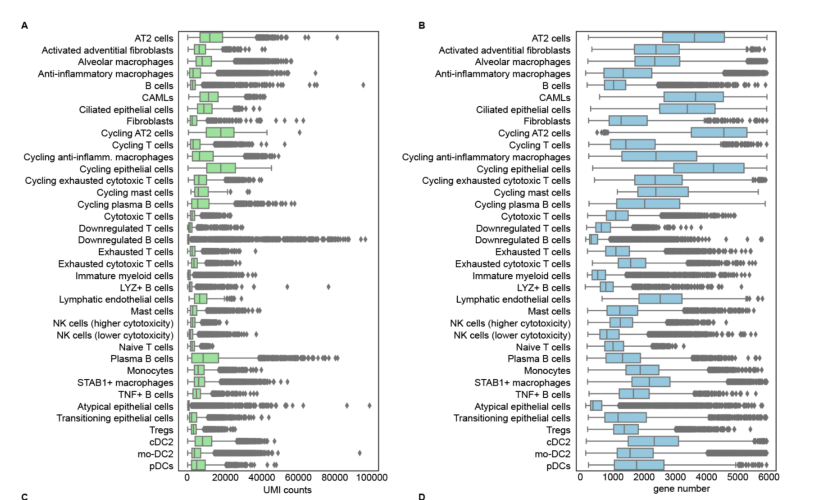 A
AT2 cells
Activated adventitial fibroblasts
Alveolar macrophages
Anti-inflammatory macrophages
B cells
CAMLs
Ciliated epithelial cells
Fibroblasts
Cycling AT2 cells
Cycling T cells
Cycling anti-inflamm. macrophages
Cycling epithelial cells
Cycling exhausted cytotoxic T cells
Cycling mast cells
Cycling plasma B cells
Cytotoxic T cells
Downregulated T cells
Downregulated B cells
Exhausted T cells
Exhausted cytotoxic T cells
Immature myeloid cells
LYZ+ B cells
Lymphatic endothelial cells
Mast cells
NK cells (higher cytotoxicity)
NK cells (lower cytotoxicity)
Naive T cells
Plasma B cells
Monocytes
STAB1+ macrophages
TNF+ B cells
Atypical epithelial cells
Transitioning epithelial cells
Tregs
cDC2
mo-DC2
pDCs
0 20000 40000 60000 80000 100000
UMI counts
B
AT2 cells
Activated adventitial fibroblasts
Alveolar macrophages
Anti-inflammatory macrophages
B cells
CAMLs
Ciliated epithelial cells
Fibroblasts
Cycling AT2 cells
Cycling T cells
Cycling anti-inflammatory macrophages
Cycling epithelial cells
Cycling exhausted cytotoxic T cells
Cycling mast cells
Cycling plasma B cells
Cytotoxic T cells
Downregulated T cells
Downregulated B cells
Exhausted T cells
Exhausted cytotoxic T cells
Immature myeloid cells
LYZ+ B cells
Lymphatic endothelial cells
Mast cells
NK cells (higher cytotoxicity)
NK cells (lower cytotoxicity)
Naive T cells
Plasma B cells
Monocytes
STAB1+ macrophages
TNF+ B cells
Atypical epithelial cells
Transitioning epithelial cells
Tregs
cDC2
mo-DC2
pDCs
0 1000 2000 3000 4000 5000 6000
gene number
C
D